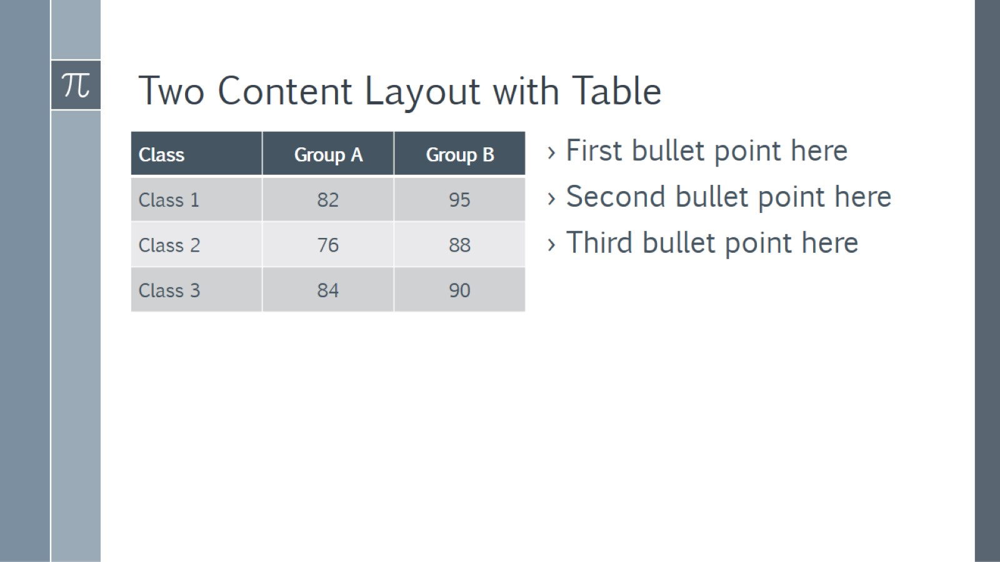 π
Two Content Layout with Table
Class Group A Group B
Class 1 82 95
Class 2 76 88
Class 3 84 90
› First bullet point here
› Second bullet point here
› Third bullet point here